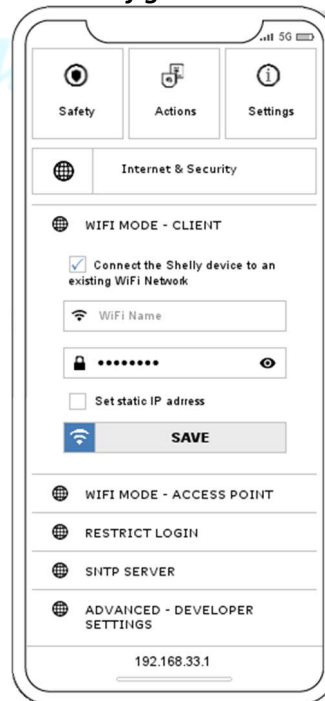 5G
Safety
Actions
Settings
Internet & Security
WIFI MODE - CLIENT
Connect the Shelly device to an
existing WiFi Network
WiFi Name
Set static IP adrress
SAVE
WIFI MODE - ACCESS POINT
RESTRICT LOGIN
SNTP SERVER
ADVANCED - DEVELOPER
SETTINGS
192.168.33.1